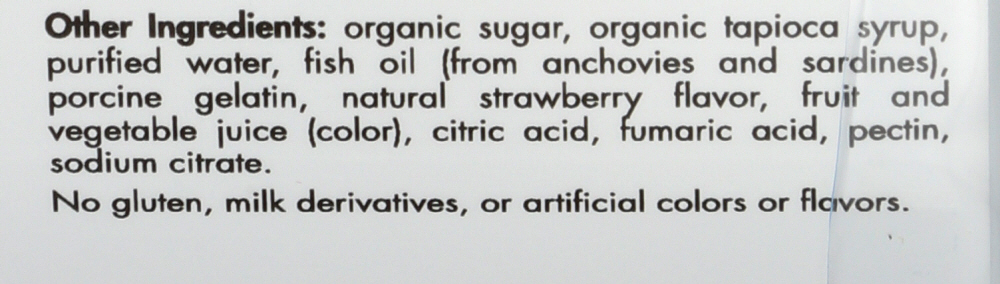 Other Ingredients: organic sugar, organic tapioca syrup,
purified water, fish oil (from anchovies and sardines),
porcine gelatin, natural strawberry flavor, fruit and
vegetable juice (color), citric acid, fumaric acid, pectin,
sodium citrate.
No gluten, milk derivatives, or artificial colors or flavors.